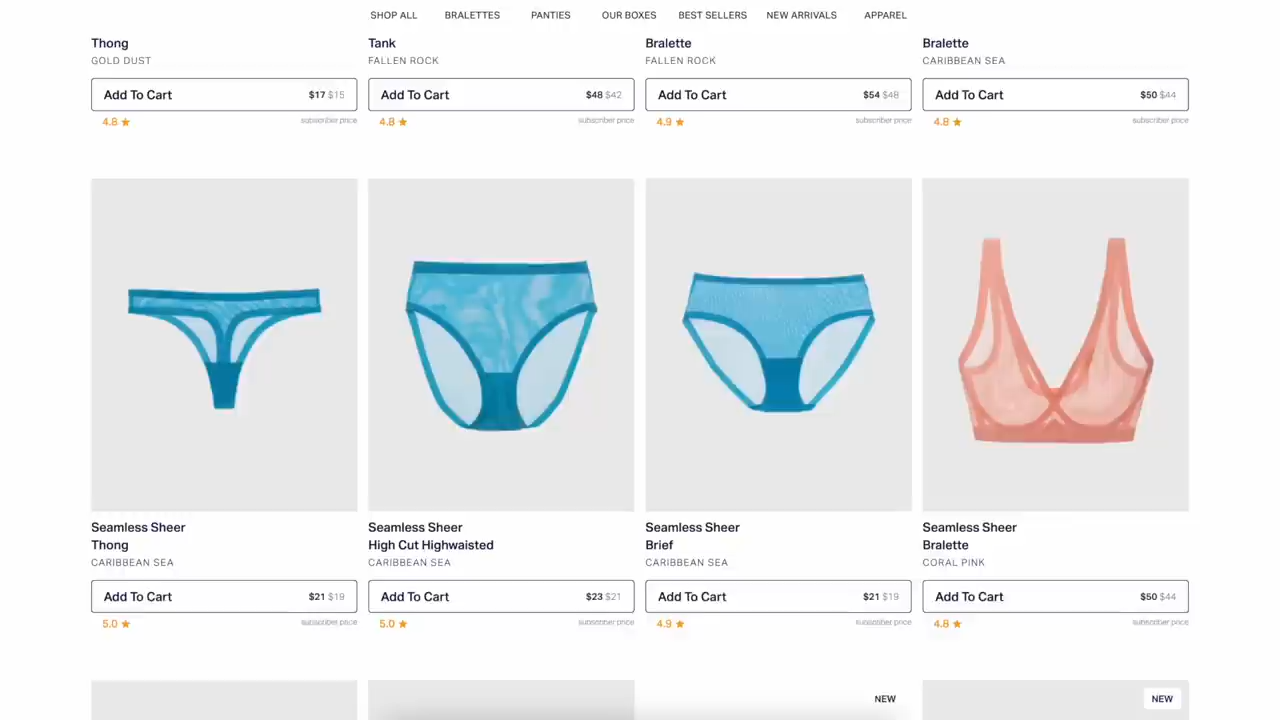 SHOP ALL BRALETTES PANTIES OUR BOXES BEST SELLERS NEW ARRIVALS APPAREL
Thong Tank Bralette Bralette
GOLD DUST FALLEN ROCK FALLEN ROCK CARIBBEAN SEA
Add To Cart $17 $15 Add To Cart $48 $42 Add To Cart $54 $48 Add To Cart $50 $44
4.8 ★ subscriber price 4.8 ★ subscriber price 4.9 ★ subscriber price 4.8 ★ subscriber price
Seamless Sheer Seamless Sheer Seamless Sheer Seamless Sheer
Thong High Cut Highwaisted Brief Bralette
CARIBBEAN SEA CARIBBEAN SEA CARIBBEAN SEA CORAL PINK
Add To Cart $21 $19 Add To Cart $23 $21 Add To Cart $21 $19 Add To Cart $50 $44
5.0 ★ subscriber price 5.0 ★ subscriber price 4.9 ★ subscriber price 4.8 ★ subscriber price
NEW NEW